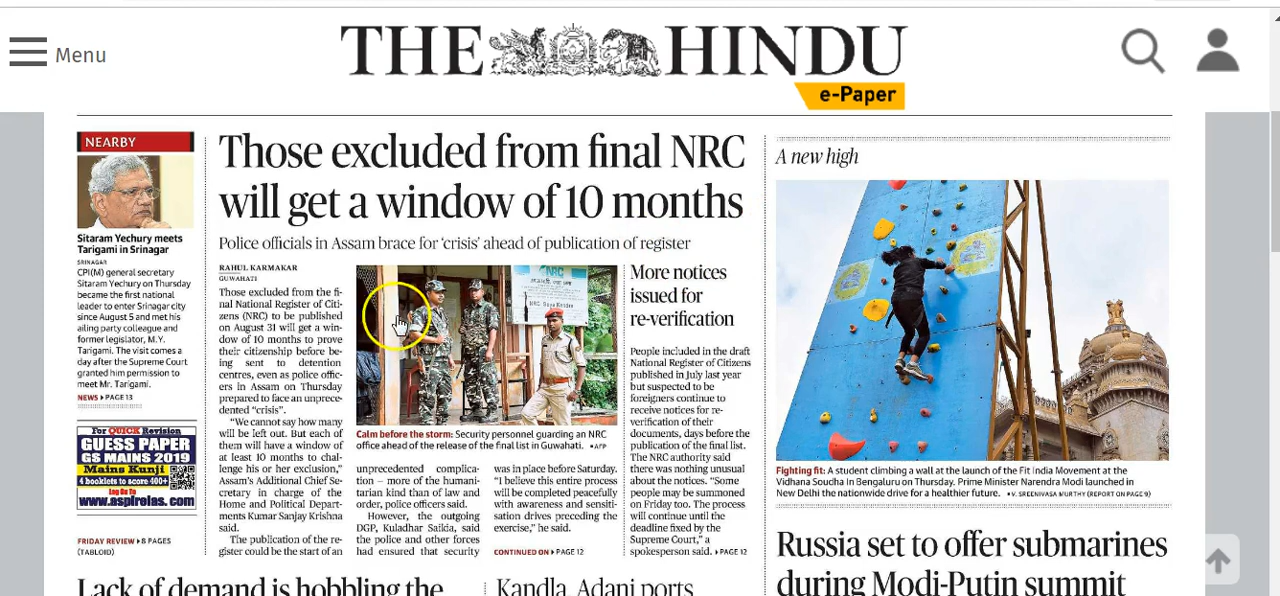 Menu
THE HINDU
e-Paper
NEARBY
Sitaram Yechury meets
Tarigami in Srinagar
SRINAGAR
CPI(M) general secretary
Sitaram Yechury on Thursday
became the first national
leader to enter Srinagar city
since August 5 and met his
ailing party colleague and
former legislator, M.Y.
Tarigami. The visit comes a
day after the Supreme Court
granted him permission to
meet Mr. Tarigami.
NEWS ▸ PAGE 13
For QUICK Revision
GUESS PAPER
GS MAINS 2019
Mains Kunji
4 booklets to score 400+
Log On To
www.aspireias.com
FRIDAY REVIEW ▸ 8 PAGES
(TABLOID)
Those excluded from final NRC
will get a window of 10 months
Police officials in Assam brace for ‘crisis’ ahead of publication of register
RAHUL KARMAKAR
GUWAHATI
Those excluded from the fi-
nal National Register of Citi-
zens (NRC) to be published
on August 31 will get a win-
dow of 10 months to prove
their citizenship before be-
ing sent to detention
centres, even as police offic-
ers in Assam on Thursday
prepared to face an unprece-
dented “crisis”.
“We cannot say how many
will be left out. But each of
them will have a window of
at least 10 months to chal-
lenge his or her exclusion,”
Assam’s Additional Chief Se-
cretary in charge of the
Home and Political Depart-
ments Kumar Sanjay Krishna
said.
The publication of the re-
gister could be the start of an
NRC
Calm before the storm: Security personnel guarding an NRC
office ahead of the release of the final list in Guwahati. ▪ AFP
unprecedented complica-
tion – more of the humani-
tarian kind than of law and
order, police officers said.
However, the outgoing
DGP, Kuladhar Saikia, said
the police and other forces
had ensured that security
was in place before Saturday.
“I believe this entire process
will be completed peacefully
with awareness and sensiti-
sation drives preceding the
exercise,” he said.
CONTINUED ON ▸ PAGE 12
More notices
issued for
re-verification
People included in the draft
National Register of Citizens
published in July last year
but suspected to be
foreigners continue to
receive notices for re-
verification of their
documents, days before the
publication of the final list.
The NRC authority said
there was nothing unusual
about the notices. “Some
people may be summoned
on Friday too. The process
will continue until the
deadline fixed by the
Supreme Court,” a
spokesperson said. ▸ PAGE 12
A new high
Fighting fit: A student climbing a wall at the launch of the Fit India Movement at the
Vidhana Soudha in Bengaluru on Thursday. Prime Minister Narendra Modi launched in
New Delhi the nationwide drive for a healthier future. ▪ V. SREENIVASA MURTHY (REPORT ON PAGE 9)
Russia set to offer submarines
during Modi-Putin summit
Lack of demand is hobbling the
Kandla, Adani ports